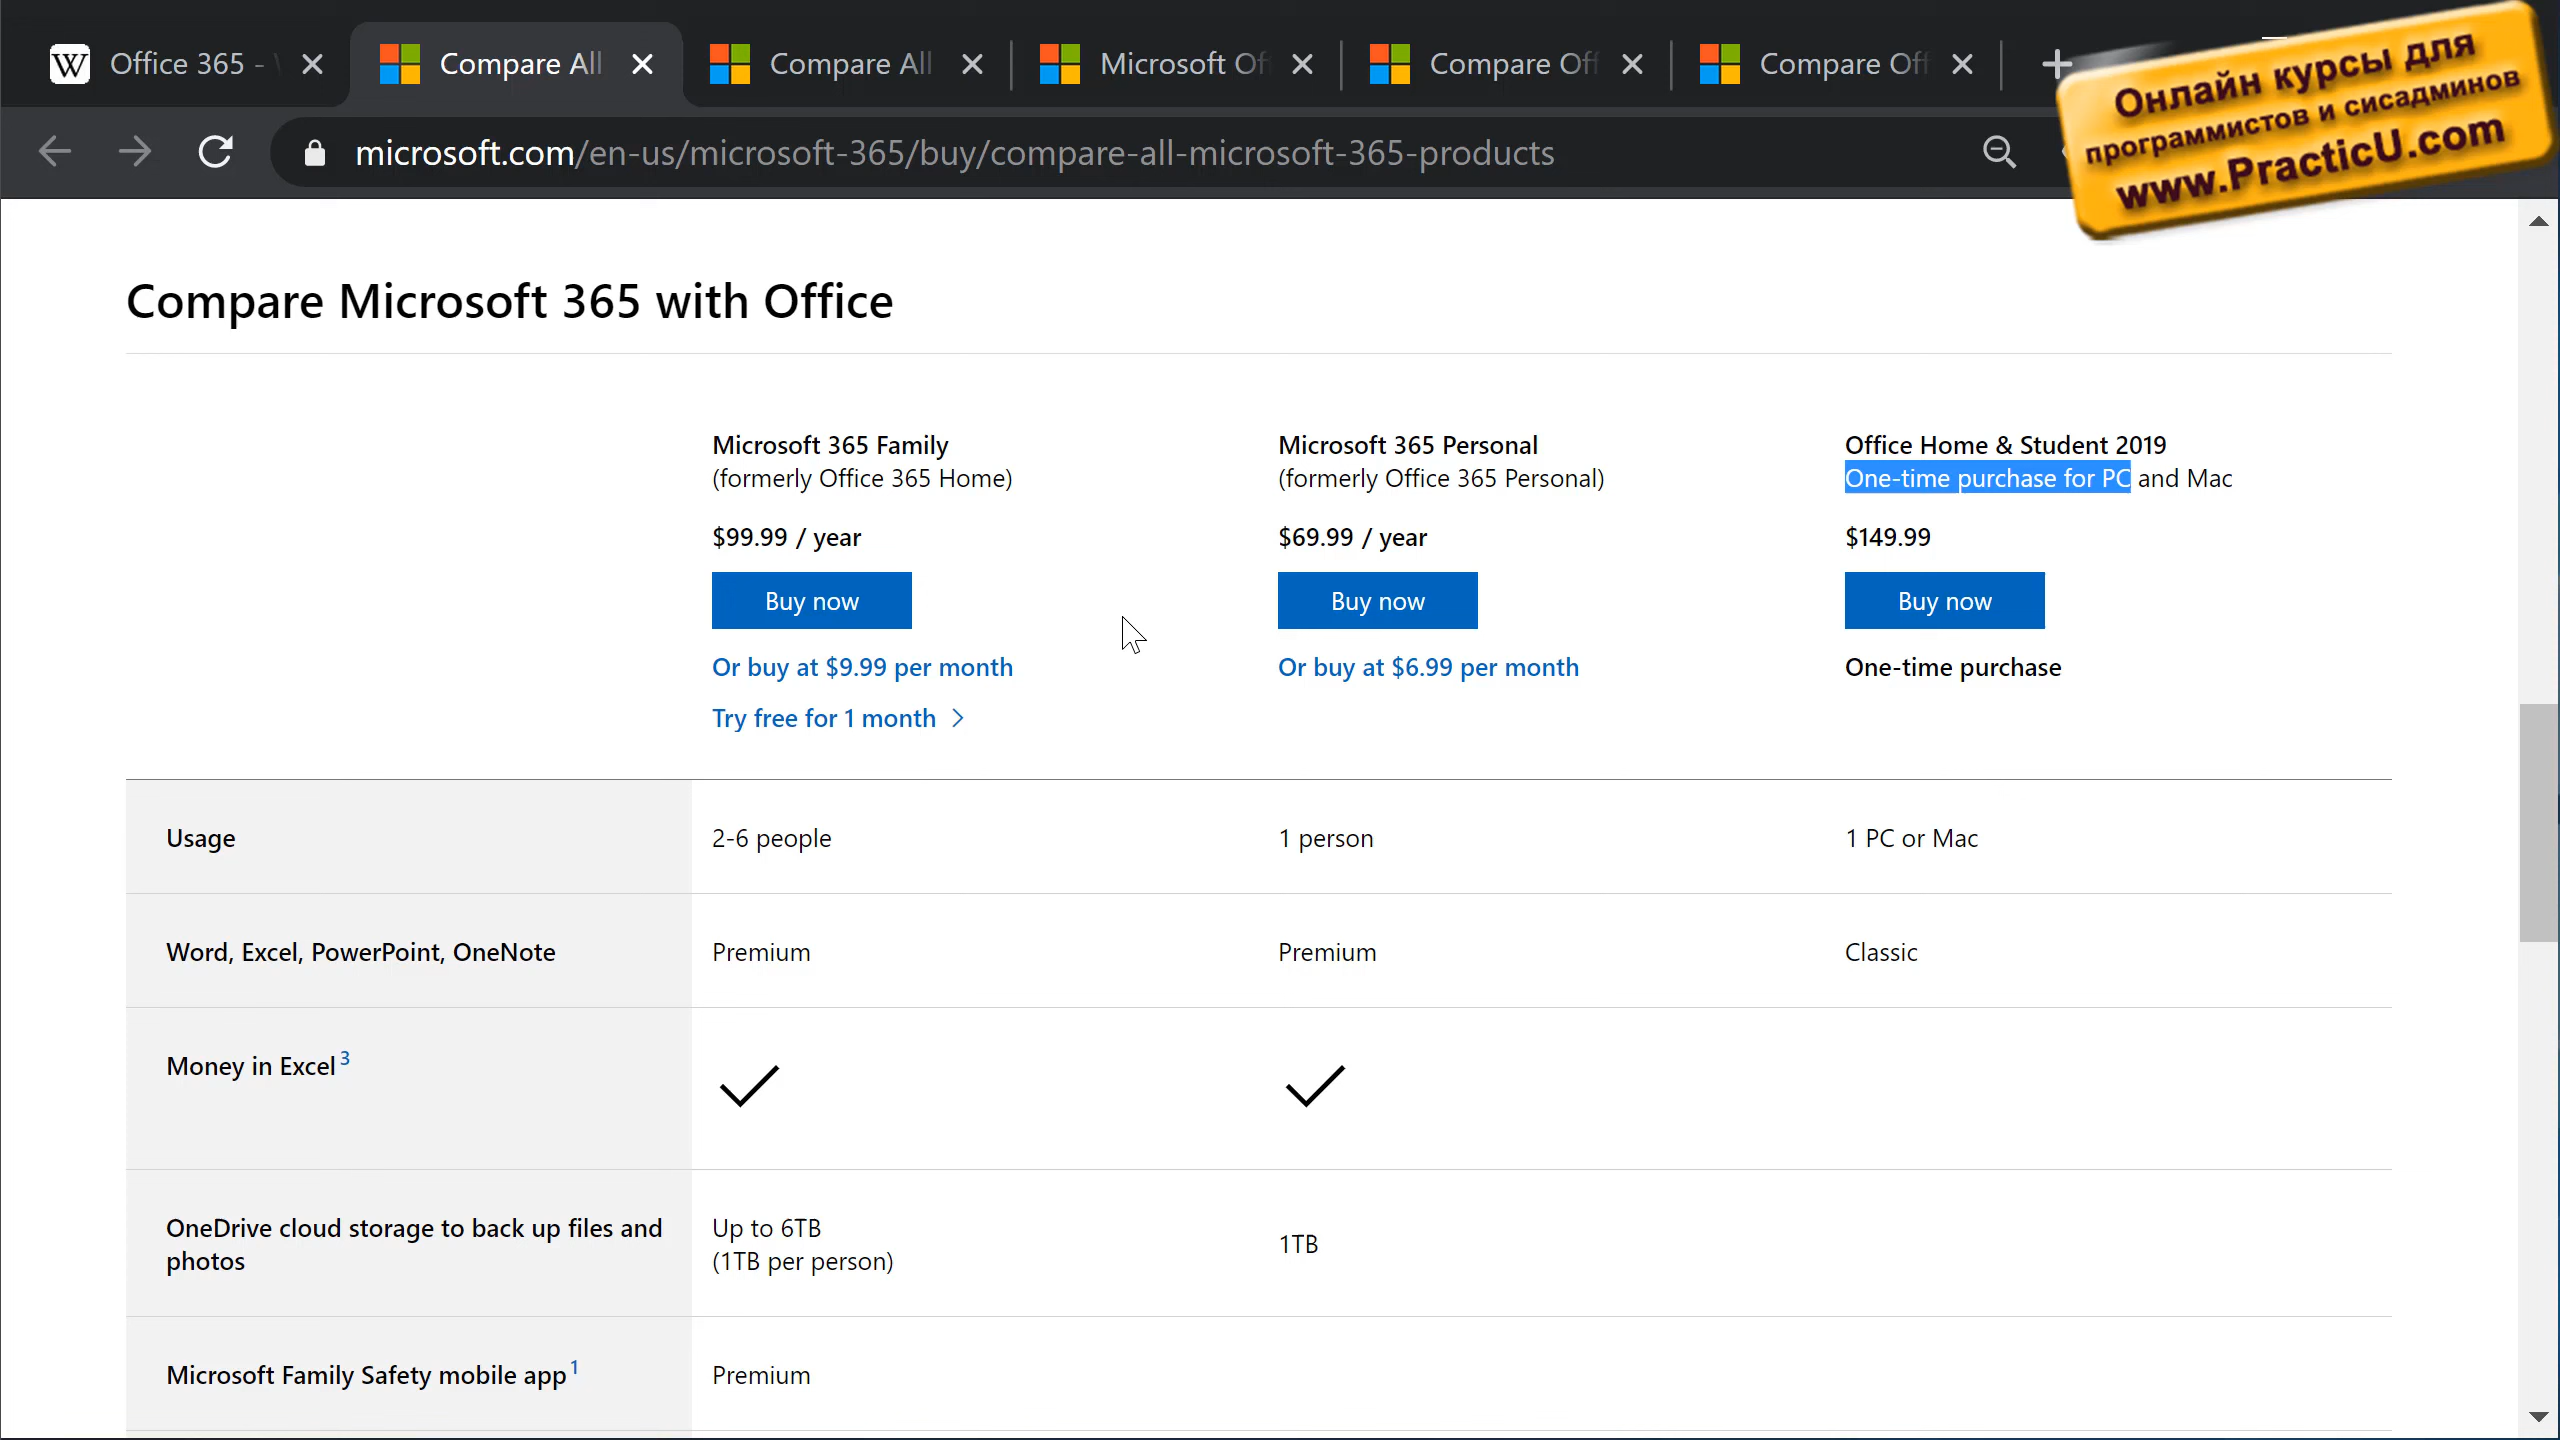 Office 365 -
Compare All
Compare All
Microsoft Of
Compare Off
Compare Off
Онлайн курсы для
программистов и сисадминов
www.PracticU.com
microsoft.com/en-us/microsoft-365/buy/compare-all-microsoft-365-products
Compare Microsoft 365 with Office
Microsoft 365 Family
(formerly Office 365 Home)
$99.99 / year
Buy now
Or buy at $9.99 per month
Try free for 1 month
Microsoft 365 Personal
(formerly Office 365 Personal)
$69.99 / year
Buy now
Or buy at $6.99 per month
Office Home & Student 2019
One-time purchase for PC and Mac
$149.99
Buy now
One-time purchase
Usage
2-6 people
1 person
1 PC or Mac
Word, Excel, PowerPoint, OneNote
Premium
Premium
Classic
Money in Excel 3
OneDrive cloud storage to back up files and
photos
Up to 6TB
(1TB per person)
1TB
Microsoft Family Safety mobile app 1
Premium